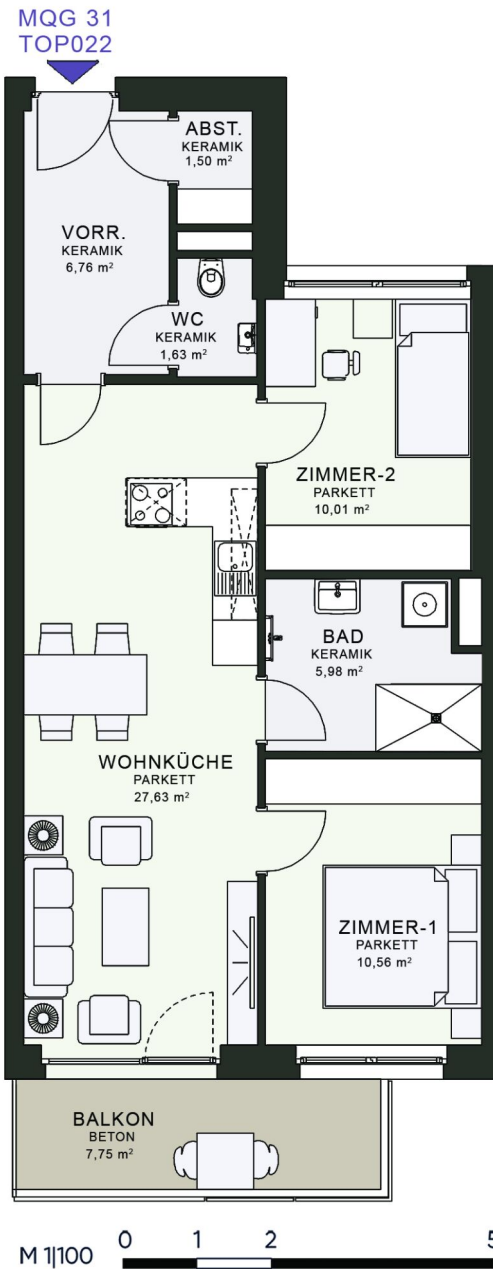 MQG 31
TOP022
ABST.
KERAMIK
1,50 m²
VORR.
KERAMIK
6,76 m²
WC
KERAMIK
1,63 m²
ZIMMER-2
PARKETT
10,01 m²
BAD
KERAMIK
5,98 m²
WOHNKÜCHE
PARKETT
27,63 m²
ZIMMER-1
PARKETT
10,56 m²
BALKON
BETON
7,75 m²
M 1|100 0 1 2 5